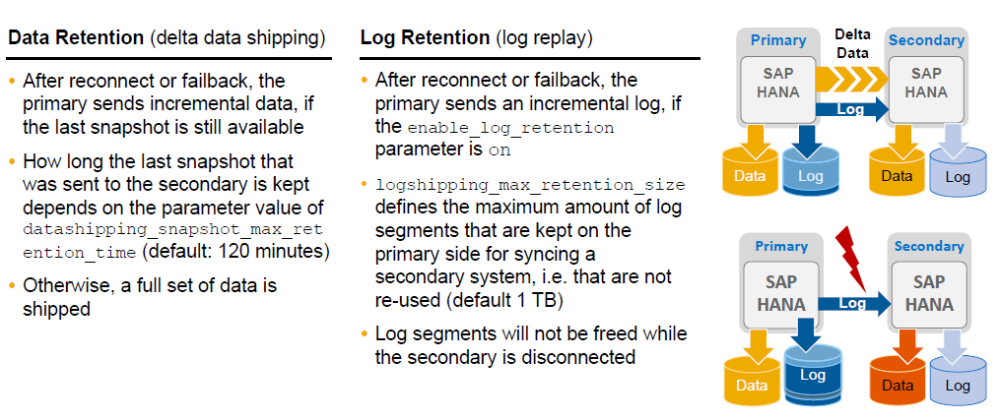 Data Retention (delta data shipping)
• After reconnect or failback, the
primary sends incremental data, if
the last snapshot is still available
• How long the last snapshot that
was sent to the secondary is kept
depends on the parameter value of
datashipping_snapshot_max_ret
ention_time (default: 120 minutes)
• Otherwise, a full set of data is
shipped
Log Retention (log replay)
• After reconnect or failback, the
primary sends an incremental log, if
the enable_log_retention
parameter is on
• logshipping_max_retention_size
defines the maximum amount of log
segments that are kept on the
primary side for syncing a
secondary system, i.e. that are not
re-used (default 1 TB)
• Log segments will not be freed while
the secondary is disconnected
Primary
Delta
Data
Secondary
SAP
HANA
SAP
HANA
Log
Data
Log
Data
Log
Primary
Secondary
SAP
HANA
SAP
HANA
Log
Data
Log
Data
Log